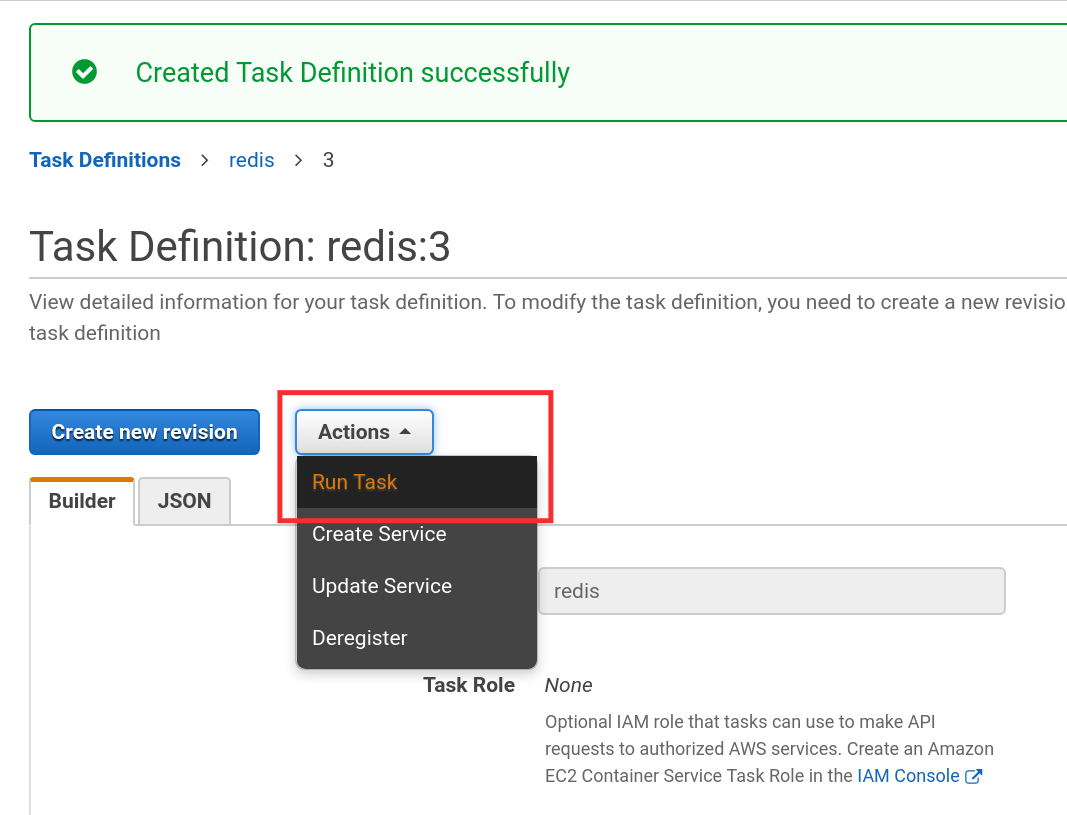 Created Task Definition successfully
Task Definitions > redis > 3
Task Definition: redis:3
View detailed information for your task definition. To modify the task definition, you need to create a new revisio
task definition
Create new revision
Actions
Run Task
Create Service
Update Service
Deregister
Builder
JSON
redis
Task Role
None
Optional IAM role that tasks can use to make API
requests to authorized AWS services. Create an Amazon
EC2 Container Service Task Role in the IAM Console